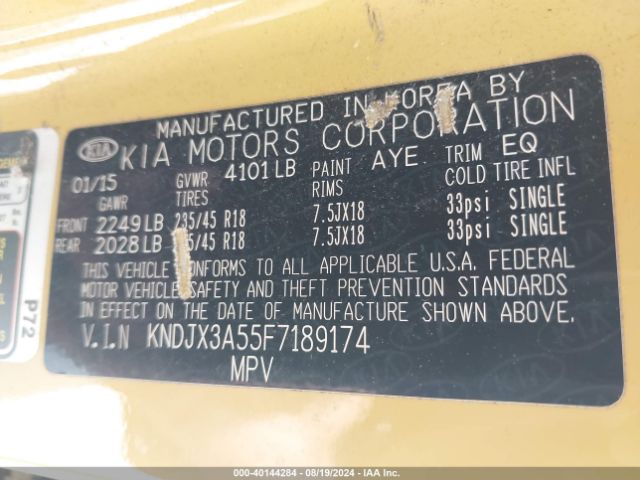 MANUFACTURED IN KOREA BY
KIA KIA MOTORS CORPORATION
01/15 GVWR 4101LB PAINT AYE TRIM EQ
GAWR TIRES RIMS COLD TIRE INFL
FRONT 2249LB 235/45 R18 7.5JX18 33psi SINGLE
REAR 2028LB /45 R18 7.5JX18 33psi SINGLE
THIS VEHICLE CONFORMS TO ALL APPLICABLE U.S.A. FEDERAL
MOTOR VEHICLE SAFETY AND THEFT PREVENTION STANDARDS
IN EFFECT ON THE DATE OF MANUFACTURE SHOWN ABOVE.
V.I.N KNDJX3A55F7189174
MPV
P72
000-40144284 - 08/19/2024 - IAA Inc.